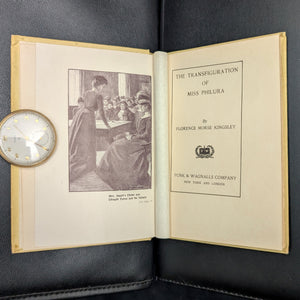 THE TRANSFIGURATION OF
MISS PHILURA
By
FLORENCE MORSE KINGSLEY
FUNK & WAGNALLS COMPANY
NEW YORK AND LONDON